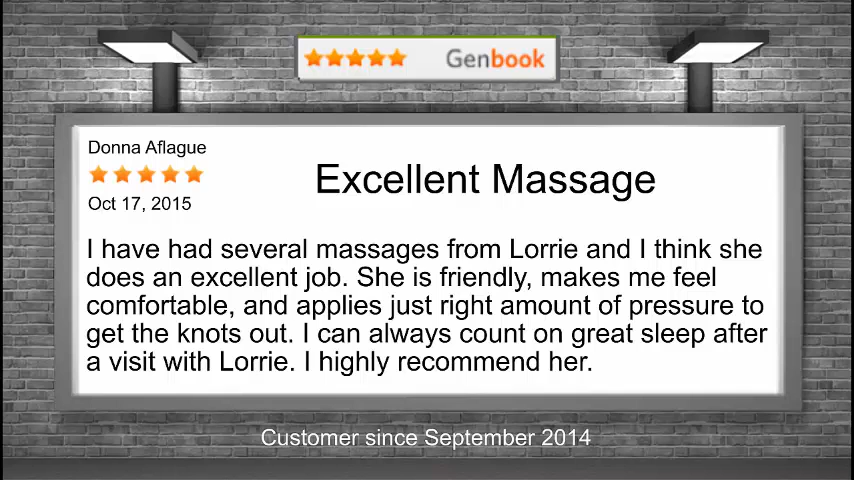 Genbook
Donna Aflague
Excellent Massage
Oct 17, 2015
I have had several massages from Lorrie and I think she
does an excellent job. She is friendly, makes me feel
comfortable, and applies just right amount of pressure to
get the knots out. I can always count on great sleep after
a visit with Lorrie. I highly recommend her.
Customer since September 2014